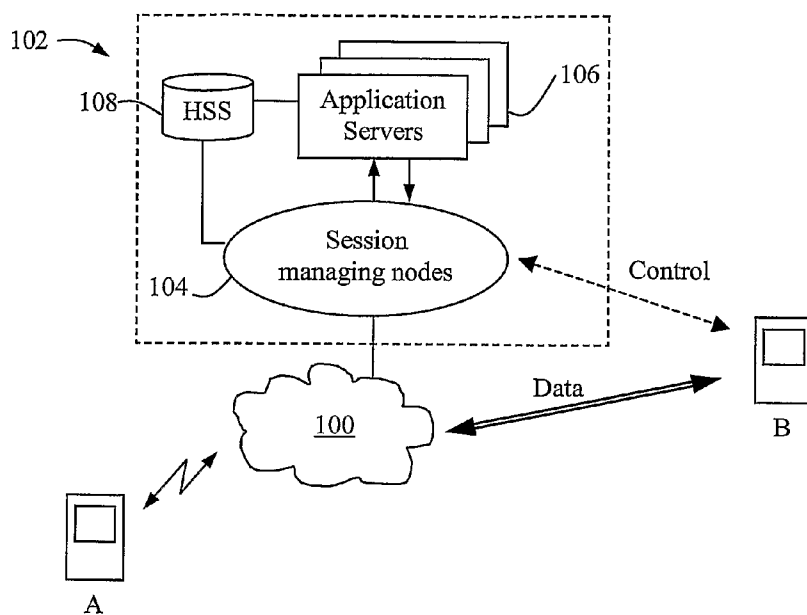 102
108
HSS
Application
Servers
106
Session
managing nodes
104
Control
Data
100
B
A